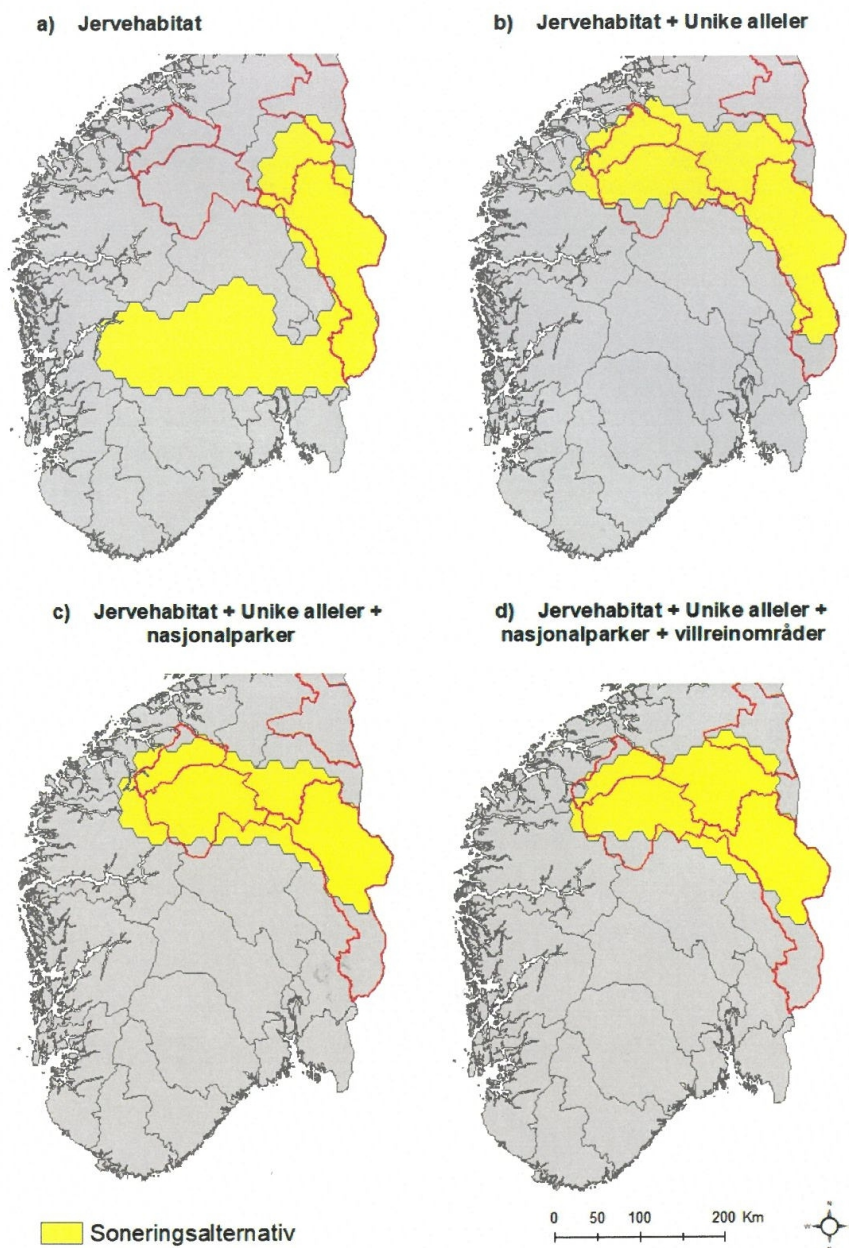 a) Jervehabitat
b) Jervehabitat + Unike alleler
c) Jervehabitat + Unike alleler +
nasjonalparker
d) Jervehabitat + Unike alleler +
nasjonalparker + villreinområder
Soneringsalternativ
0 50 100 200 Km
N
W